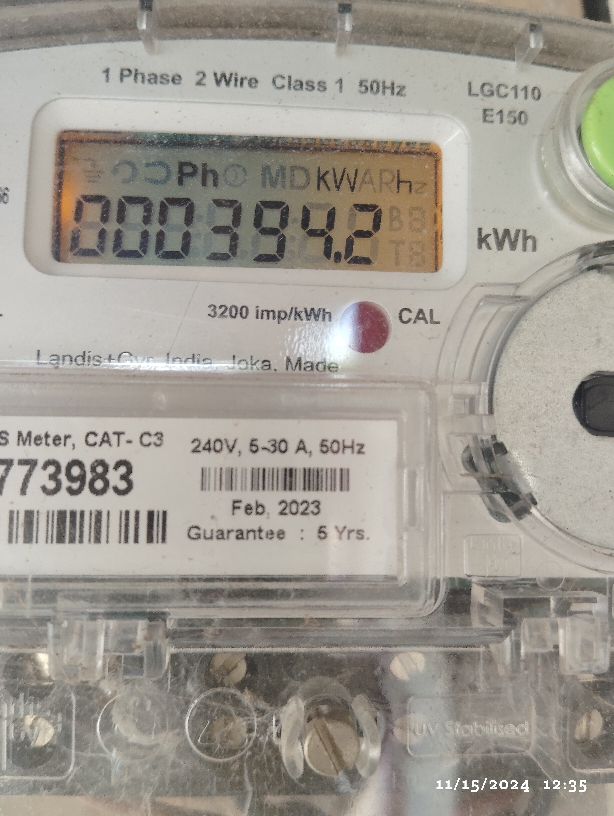 1 Phase 2 Wire Class 1 50Hz
LGC110
E150
Ph MD KWARhz
000394.2
kWh
3200 imp/kWh
CAL
Landis+Gyr, India, Joka. Made
S Meter, CAT- C3
773983
240V, 5-30 A, 50Hz
Feb, 2023
Guarantee : 5 Yrs.
UV Stabilised
11/15/2024 12:35